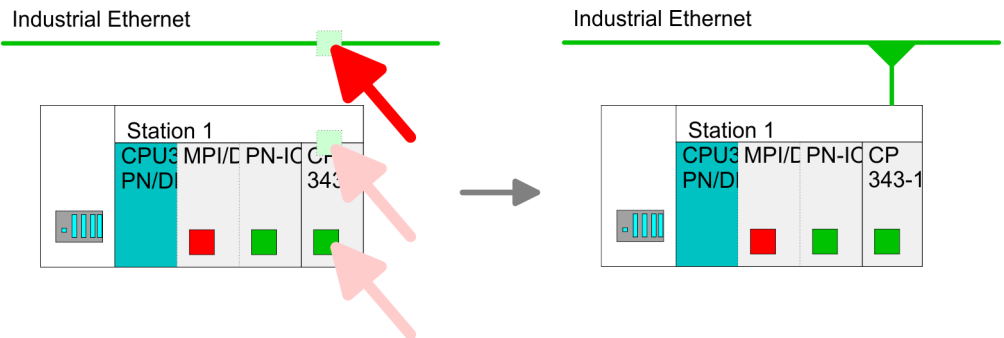 Industrial Ethernet
Station 1
CPU3 MPI/D PN-IO CP
PN/DI 343
Industrial Ethernet
Station 1
CPU3 MPI/D PN-IO CP
PN/DI 343-1